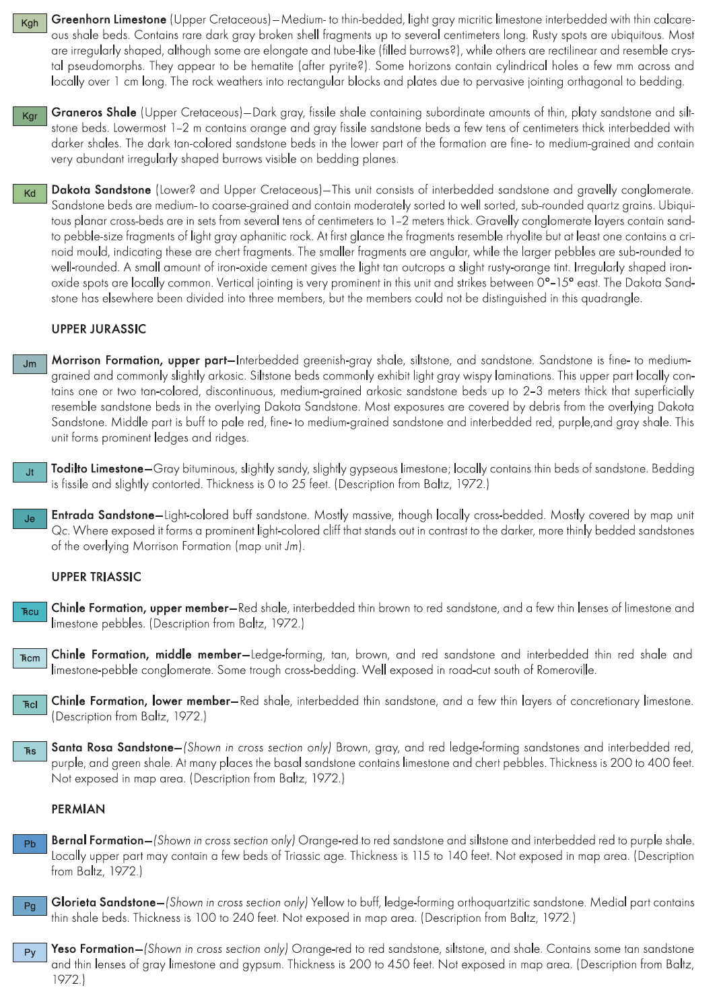 Kgh Greenhorn Limestone (Upper Cretaceous)—Medium- to thin-bedded, light gray micritic limestone interbedded with thin calcare-
ous shale beds. Contains rare dark gray broken shell fragments up to several centimeters long. Rusty spots are ubiquitous. Most
are irregularly shaped, although some are elongate and tube-like (filled burrows?), while others are rectilinear and resemble crys-
tal pseudomorphs. They appear to be hematite (after pyrite?). Some horizons contain cylindrical holes a few mm across and
locally over 1 cm long. The rock weathers into rectangular blocks and plates due to pervasive jointing orthagonal to bedding.
Kgr Graneros Shale (Upper Cretaceous)—Dark gray, fissile shale containing subordinate amounts of thin, platy sandstone and silt-
stone beds. Lowermost 1–2 m contains orange and gray fissile sandstone beds a few tens of centimeters thick interbedded with
darker shales. The dark tan-colored sandstone beds in the lower part of the formation are fine- to medium-grained and contain
very abundant irregularly shaped burrows visible on bedding planes.
Kd Dakota Sandstone (Lower? and Upper Cretaceous)—This unit consists of interbedded sandstone and gravelly conglomerate.
Sandstone beds are medium- to coarse-grained and contain moderately sorted to well sorted, sub-rounded quartz grains. Ubiqui-
tous planar cross-beds are in sets from several tens of centimeters to 1–2 meters thick. Gravelly conglomerate layers contain sand-
to pebble-size fragments of light gray aphanitic rock. At first glance the fragments resemble rhyolite but at least one contains a cri-
noid mould, indicating these are chert fragments. The smaller fragments are angular, while the larger pebbles are sub-rounded to
well-rounded. A small amount of iron-oxide cement gives the light tan outcrops a slight rusty-orange tint. Irregularly shaped iron-
oxide spots are locally common. Vertical jointing is very prominent in this unit and strikes between 0°–15° east. The Dakota Sand-
stone has elsewhere been divided into three members, but the members could not be distinguished in this quadrangle.
UPPER JURASSIC
Jm Morrison Formation, upper part—Interbedded greenish-gray shale, siltstone, and sandstone. Sandstone is fine- to medium-
grained and commonly slightly arkosic. Siltstone beds commonly exhibit light gray wispy laminations. This upper part locally con-
tains one or two tan-colored, discontinuous, medium-grained arkosic sandstone beds up to 2–3 meters thick that superficially
resemble sandstone beds in the overlying Dakota Sandstone. Most exposures are covered by debris from the overlying Dakota
Sandstone. Middle part is buff to pale red, fine- to medium-grained sandstone and interbedded red, purple,and gray shale. This
unit forms prominent ledges and ridges.
Jt Todilto Limestone—Gray bituminous, slightly sandy, slightly gypseous limestone; locally contains thin beds of sandstone. Bedding
is fissile and slightly contorted. Thickness is 0 to 25 feet. (Description from Baltz, 1972.)
Je Entrada Sandstone—Light-colored buff sandstone. Mostly massive, though locally cross-bedded. Mostly covered by map unit
Qc. Where exposed it forms a prominent light-colored cliff that stands out in contrast to the darker, more thinly bedded sandstones
of the overlying Morrison Formation (map unit Jm).
UPPER TRIASSIC
Ꞧcu Chinle Formation, upper member—Red shale, interbedded thin brown to red sandstone, and a few thin lenses of limestone and
limestone pebbles. (Description from Baltz, 1972.)
Ꞧcm Chinle Formation, middle member—Ledge-forming, tan, brown, and red sandstone and interbedded thin red shale and
limestone-pebble conglomerate. Some trough cross-bedding. Well exposed in road-cut south of Romeroville.
Ꞧcl Chinle Formation, lower member—Red shale, interbedded thin sandstone, and a few thin layers of concretionary limestone.
(Description from Baltz, 1972.)
Ꞧs Santa Rosa Sandstone—(Shown in cross section only) Brown, gray, and red ledge-forming sandstones and interbedded red,
purple, and green shale. At many places the basal sandstone contains limestone and chert pebbles. Thickness is 200 to 400 feet.
Not exposed in map area. (Description from Baltz, 1972.)
PERMIAN
Pb Bernal Formation—(Shown in cross section only) Orange-red to red sandstone and siltstone and interbedded red to purple shale.
Locally upper part may contain a few beds of Triassic age. Thickness is 115 to 140 feet. Not exposed in map area. (Description
from Baltz, 1972.)
Pg Glorieta Sandstone—(Shown in cross section only) Yellow to buff, ledge-forming orthoquartzitic sandstone. Medial part contains
thin shale beds. Thickness is 100 to 240 feet. Not exposed in map area. (Description from Baltz, 1972.)
Py Yeso Formation—(Shown in cross section only) Orange-red to red sandstone, siltstone, and shale. Contains some tan sandstone
and thin lenses of gray limestone and gypsum. Thickness is 200 to 450 feet. Not exposed in map area. (Description from Baltz,
1972.)